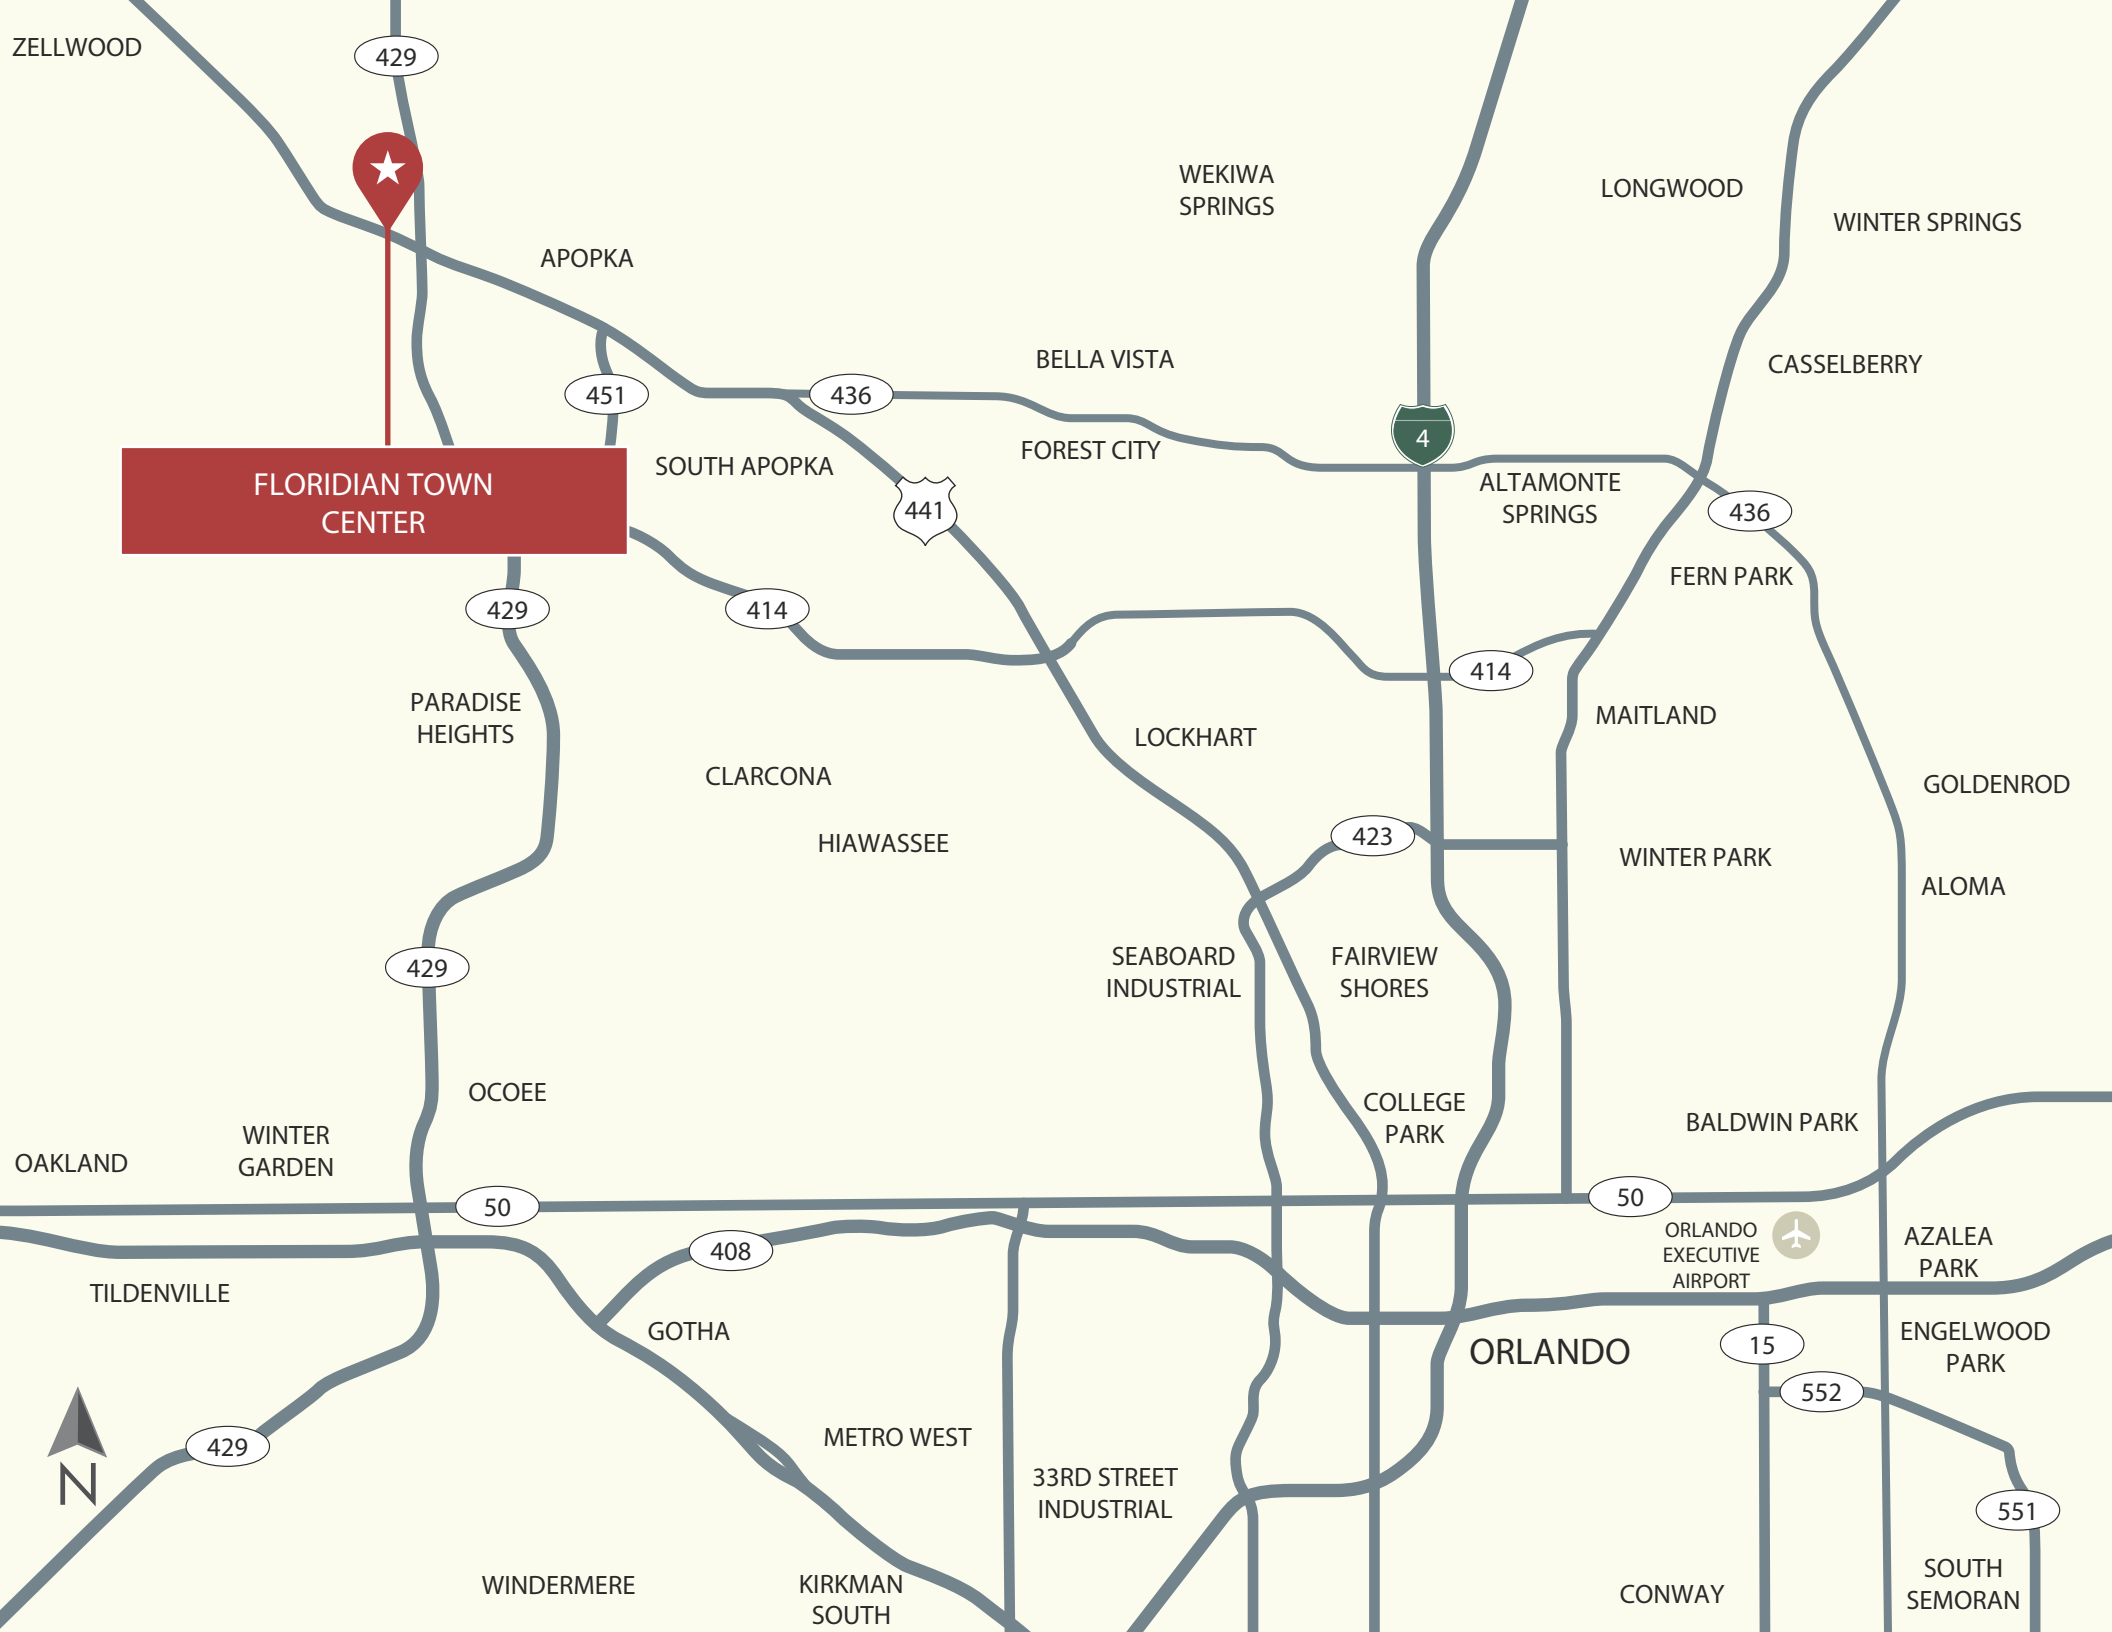 ZELLWOOD
429
WEKIWA
SPRINGS
LONGWOOD
WINTER SPRINGS
APOPKA
BELLA VISTA
CASSELBERRY
451
436
4
FOREST CITY
SOUTH APOPKA
FLORIDIAN TOWN
CENTER
441
ALTAMONTE
SPRINGS
436
FERN PARK
429
414
414
PARADISE
HEIGHTS
MAITLAND
LOCKHART
CLARCONA
GOLDENROD
HIAWASSEE
423
WINTER PARK
ALOMA
429
SEABOARD
INDUSTRIAL
FAIRVIEW
SHORES
OCOEE
COLLEGE
PARK
BALDWIN PARK
WINTER
GARDEN
OAKLAND
50
50
ORLANDO
EXECUTIVE
AIRPORT
AZALEA
PARK
408
TILDENVILLE
GOTHA
ORLANDO
15
ENGELWOOD
PARK
552
429
METRO WEST
N
33RD STREET
INDUSTRIAL
551
WINDERMERE
KIRKMAN
SOUTH
CONWAY
SOUTH
SEMORAN